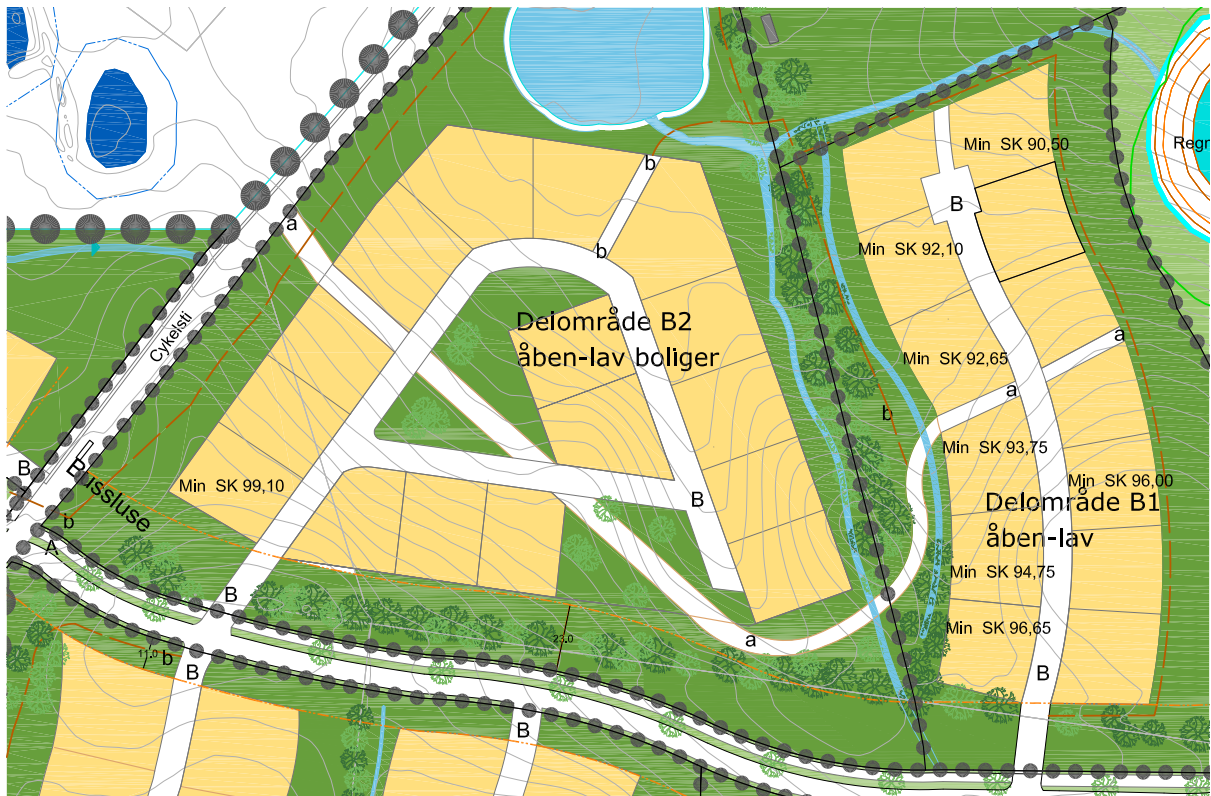 Min SK 90,50
Regn
b
a
B
b
Min SK 92,10
Delområde B2
åben-lav boliger
Cykelsti
a
Min SK 92,65
a
b
Min SK 93,75
B
Bussluse
Min SK 99,10
Min SK 96,00
B
Delområde B1
åben-lav
b
A
Min SK 94,75
B
Min SK 96,65
23.0
a
11.0
b
B
B
B